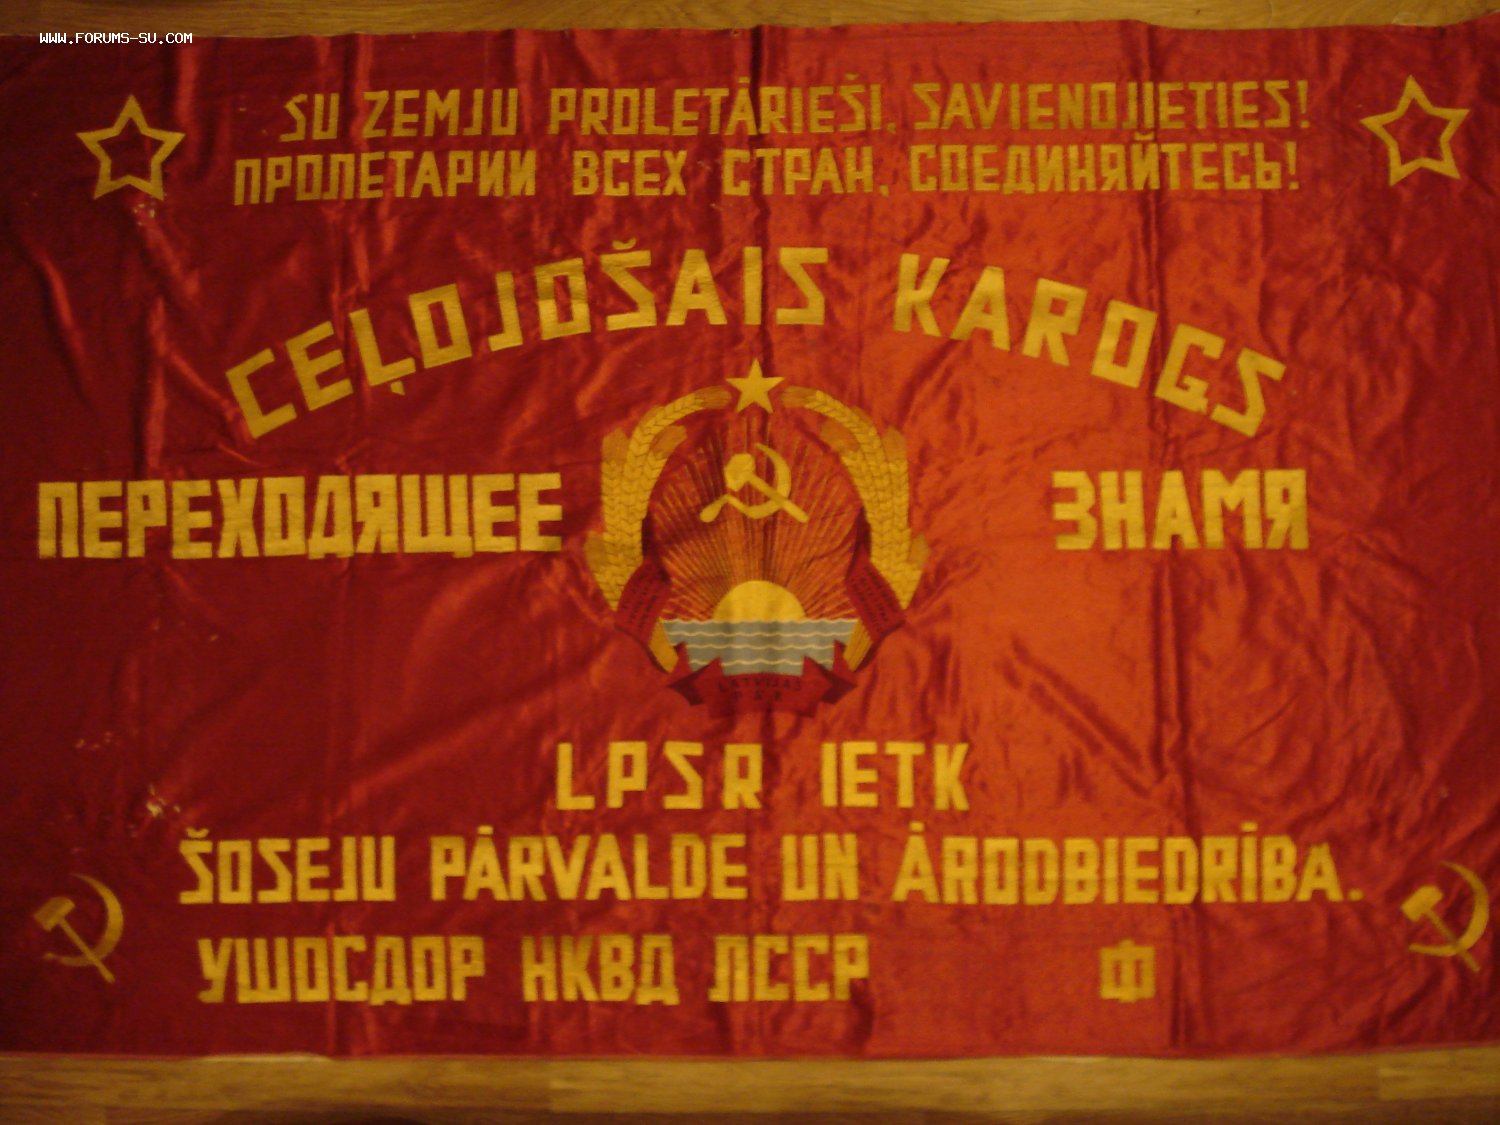 WWW.FORUMS-SU.COM
SU ZEMJU PROLETĀRIEŠI, SAVIENOJIETIES!
ПРОЛЕТАРИИ ВСЕХ СТРАН, СОЕДИНЯЙТЕСЬ!
CEĻOJOŠAIS KAROGS
ПЕРЕХОДЯЩЕЕ ЗНАМЯ
LATVIJAS
P S R
LPSR IETK
ŠOSEJU PĀRVALDE UN ĀRODBIEDRĪBA.
УШОСДОР НКВД ЛССР Ф